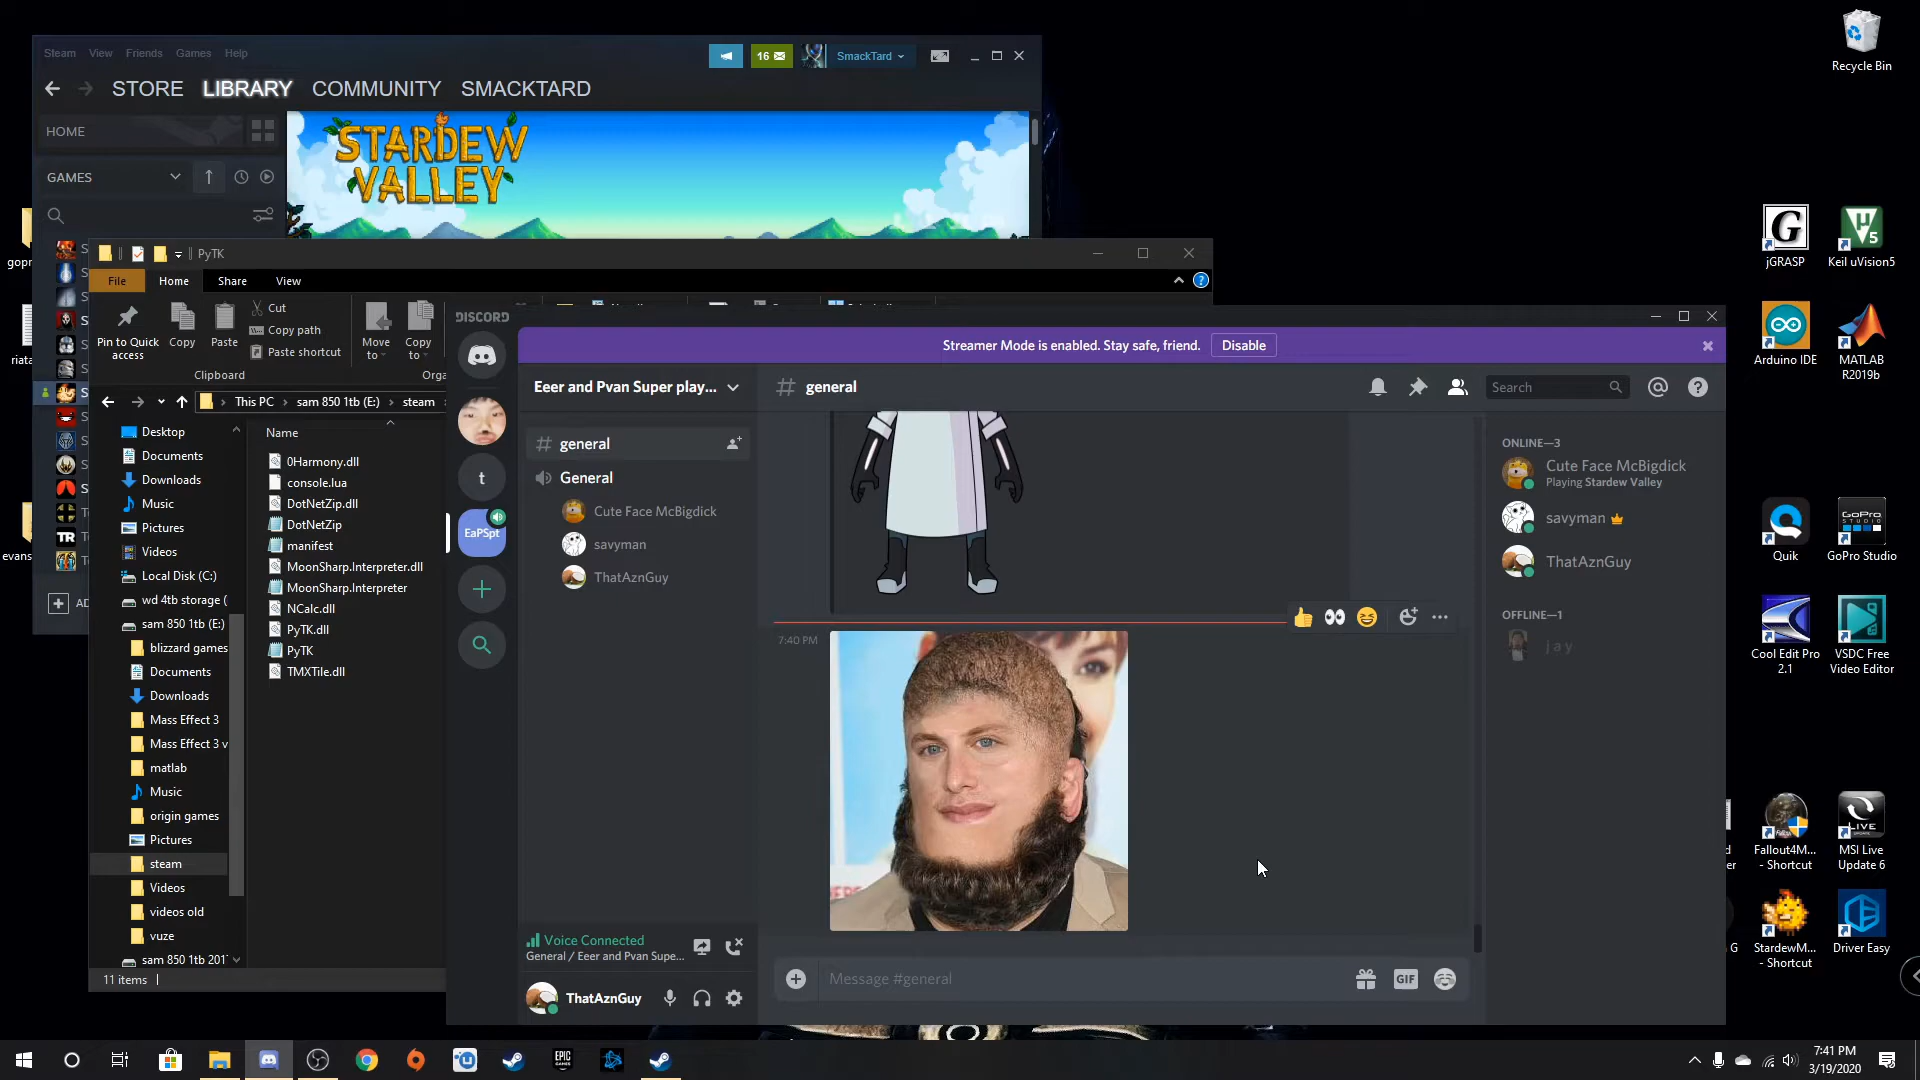 Steam View Friends Games Help
16
SmackTard
STORE LIBRARY COMMUNITY SMACKTARD
HOME
GAMES
STARDEW
VALLEY
PyTK
File Home Share View
Pin to Quick access
Copy
Paste
Cut
Copy path
Paste shortcut
Move to
Copy to
Clipboard
This PC > sam 850 1tb (E:) > steam
Desktop
Documents
Downloads
Music
Pictures
Videos
Local Disk (C:)
wd 4tb storage (
sam 850 1tb (E:)
blizzard games
Documents
Downloads
Mass Effect 3
Mass Effect 3 v
matlab
Music
origin games
Pictures
steam
Videos
videos old
vuze
sam 850 1tb 201
11 items
Name
0Harmony.dll
console.lua
DotNetZip.dll
DotNetZip
manifest
MoonSharp.Interpreter.dll
MoonSharp.Interpreter
NCalc.dll
PyTK.dll
PyTK
TMXTile.dll
DISCORD
Streamer Mode is enabled. Stay safe, friend. Disable
Eeer and Pvan Super play...
# general
Search
t
EaPSpt
# general
General
Cute Face McBigdick
savyman
ThatAznGuy
7:40 PM
ONLINE—3
Cute Face McBigdick
Playing Stardew Valley
savyman
ThatAznGuy
OFFLINE—1
j a y
Voice Connected
General / Eeer and Pvan Supe...
ThatAznGuy
Message #general
GIF
Recycle Bin
jGRASP
Keil uVision5
Arduino IDE
MATLAB R2019b
Quik
GoPro Studio
Cool Edit Pro 2.1
VSDC Free Video Editor
Fallout4M... - Shortcut
MSI Live Update 6
StardewM... - Shortcut
Driver Easy
7:41 PM
3/19/2020